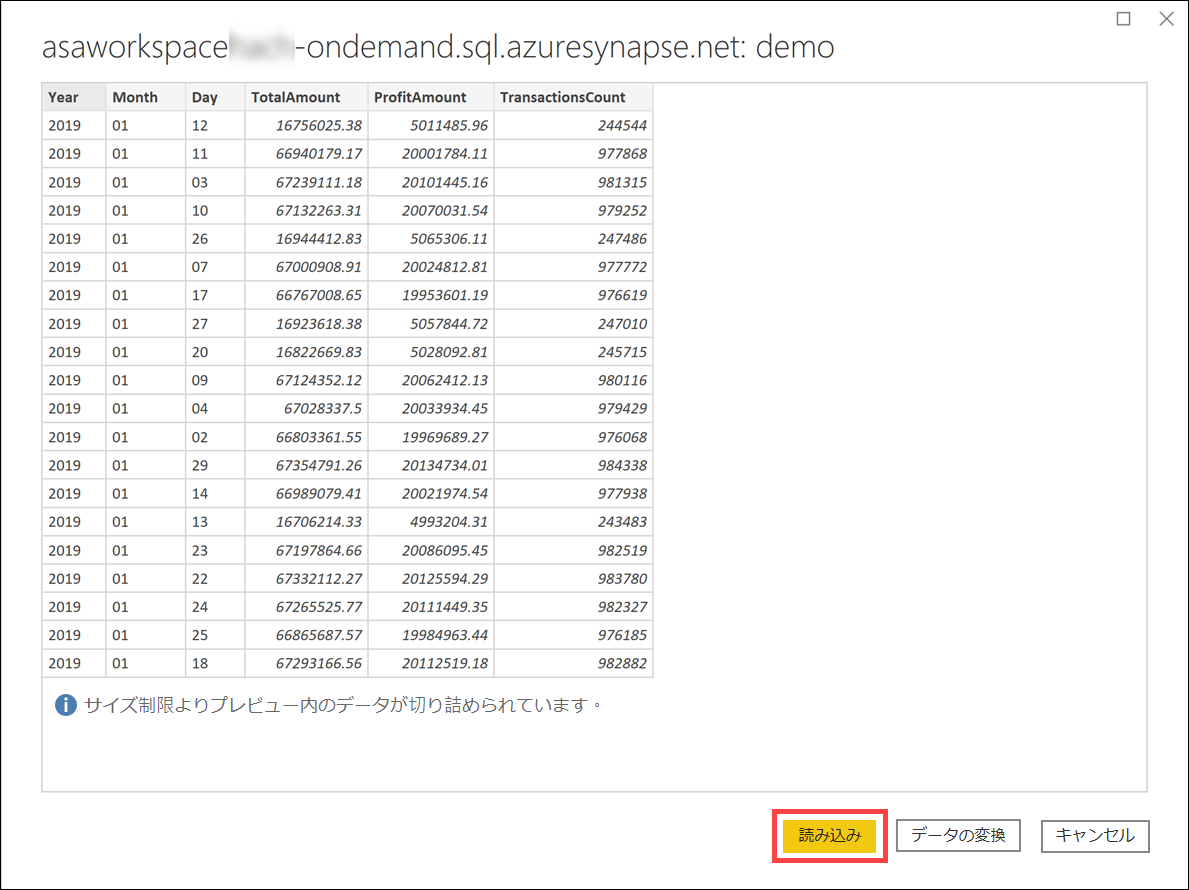 asaworkspace-ondemand.sql.azuresynapse.net: demo
Year Month Day TotalAmount ProfitAmount TransactionsCount
2019 01 12 16756025.38 5011485.96 244544
2019 01 11 66940179.17 20001784.11 977868
2019 01 03 67239111.18 20101445.16 981315
2019 01 10 67132263.31 20070031.54 979252
2019 01 26 16944412.83 5065306.11 247486
2019 01 07 67000908.91 20024812.81 977772
2019 01 17 66767008.65 19953601.19 976619
2019 01 27 16923618.38 5057844.72 247010
2019 01 20 16822669.83 5028092.81 245715
2019 01 09 67124352.12 20062412.13 980116
2019 01 04 67028337.5 20033934.45 979429
2019 01 02 66803361.55 19969689.27 976068
2019 01 29 67354791.26 20134734.01 984338
2019 01 14 66989079.41 20021974.54 977938
2019 01 13 16706214.33 4993204.31 243483
2019 01 23 67197864.66 20086095.45 982519
2019 01 22 67332112.27 20125594.29 983780
2019 01 24 67265525.77 20111449.35 982327
2019 01 25 66865687.57 19984963.44 976185
2019 01 18 67293166.56 20112519.18 982882
サイズ制限よりプレビュー内のデータが切り詰められています。
読み込み データの変換 キャンセル